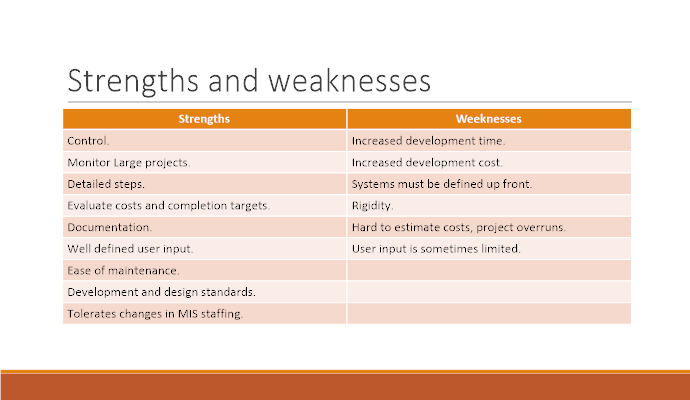 Strengths and weaknesses
Strengths Weeknesses
Control. Increased development time.
Monitor Large projects. Increased development cost.
Detailed steps. Systems must be defined up front.
Evaluate costs and completion targets. Rigidity.
Documentation. Hard to estimate costs, project overruns.
Well defined user input. User input is sometimes limited.
Ease of maintenance.
Development and design standards.
Tolerates changes in MIS staffing.